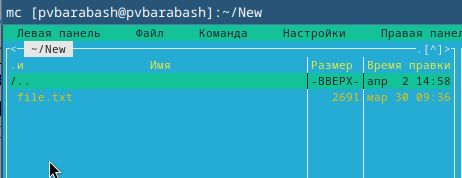 mc [pvbarabash@pvbarabash]:~/New
Левая панель Файл Команда Настройки Правая панел
<─ ~/New .[^]>
.и Имя Размер Время правки
/.. -ВВЕРХ- апр 2 14:58
file.txt 2691 мар 30 09:36